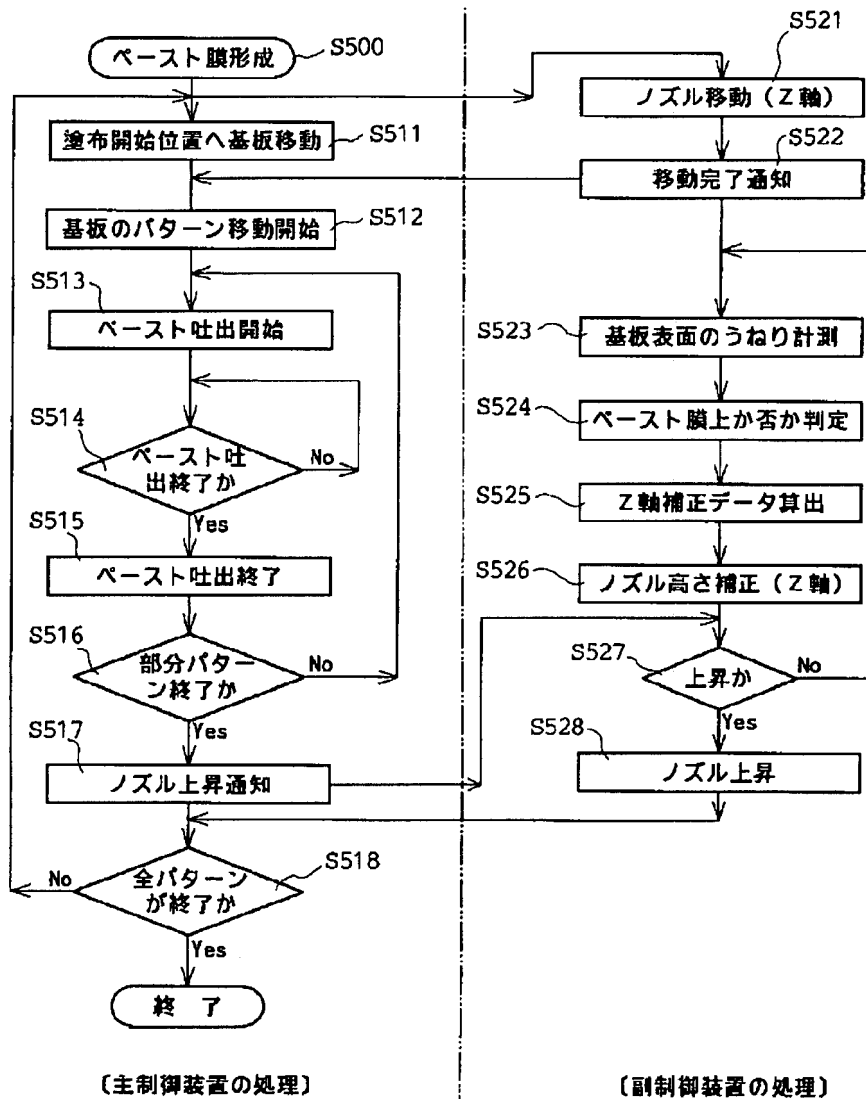 ペースト膜形成
S500
塗布開始位置へ基板移動
S511
基板のパターン移動開始
S512
S513
ペースト吐出開始
S514
ペースト吐
出終了か
No
Yes
S515
ペースト吐出終了
S516
部分パター
ン終了か
No
Yes
S517
ノズル上昇通知
S518
全パターン
が終了か
No
Yes
終 了
〔主制御装置の処理〕
S521
ノズル移動（Z軸）
S522
移動完了通知
S523
基板表面のうねり計測
S524
ペースト膜上か否か判定
S525
Z軸補正データ算出
S526
ノズル高さ補正（Z軸）
S527
上昇か
No
Yes
S528
ノズル上昇
〔副制御装置の処理〕